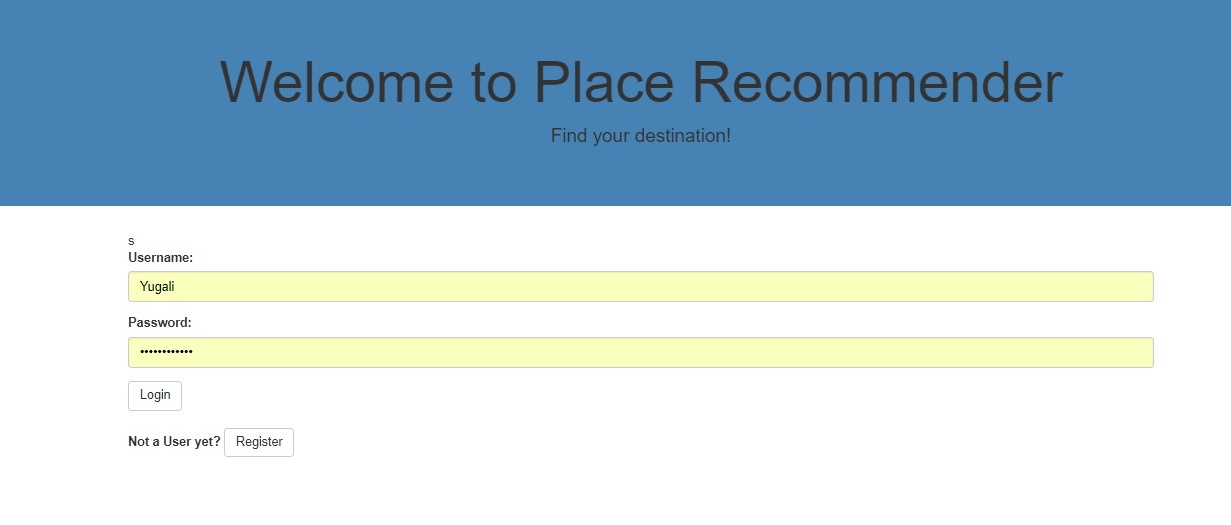 Welcome to Place Recommender
Find your destination!
s
Username:
Yugali
Password:
••••••••••••
Login
Not a User yet? Register